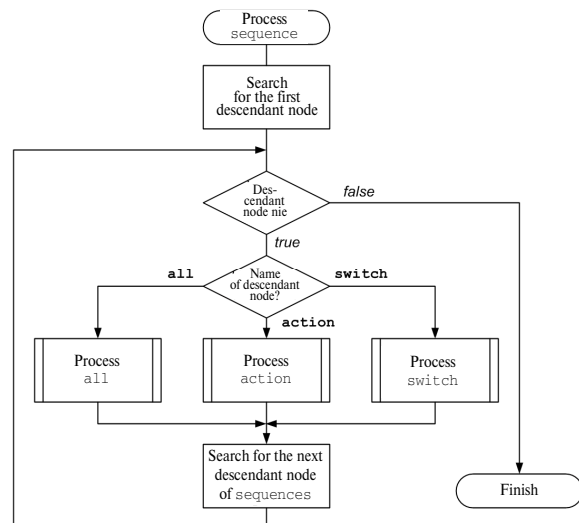 Process
sequence
Search
for the first
descendant node
Des-
cendant
node nie
false
true
Name
of descendant
node?
all
switch
action
Process
all
Process
action
Process
switch
Search for the next
descendant node
of sequences
Finish